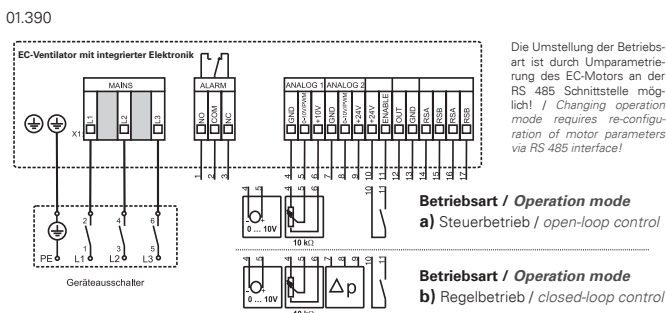 01.390
EC-Ventilator mit integrierter Elektronik
MAINS
ALARM
ANALOG 1 ANALOG 2
X1:
L1
L2
L3
NO
COM
NC
GND
0-10V/PWM
+10V
GND
0-10V/PWM
+24V
+24V
ENABLE
OUT
GND
RSA
RSB
RSA
RSB
1
2
3
4
5
6
7
8
9
10
11
12
13
14
15
16
17
Die Umstellung der Betriebs-
art ist durch Umparametrie-
rung des EC-Motors an der
RS 485 Schnittstelle mög-
lich! / Changing operation
mode requires re-configu-
ration of motor parameters
via RS 485 interface!
2
4
6
1
3
5
PE
L1
L2
L3
Geräteausschalter
4
5
4
5
6
10
11
- +
0 ... 10V
10 kΩ
Betriebsart / Operation mode
a) Steuerbetrieb / open-loop control
4
5
4
5
6
7
8
9
10
11
- +
0 ... 10V
10 kΩ
Δp
Betriebsart / Operation mode
b) Regelbetrieb / closed-loop control